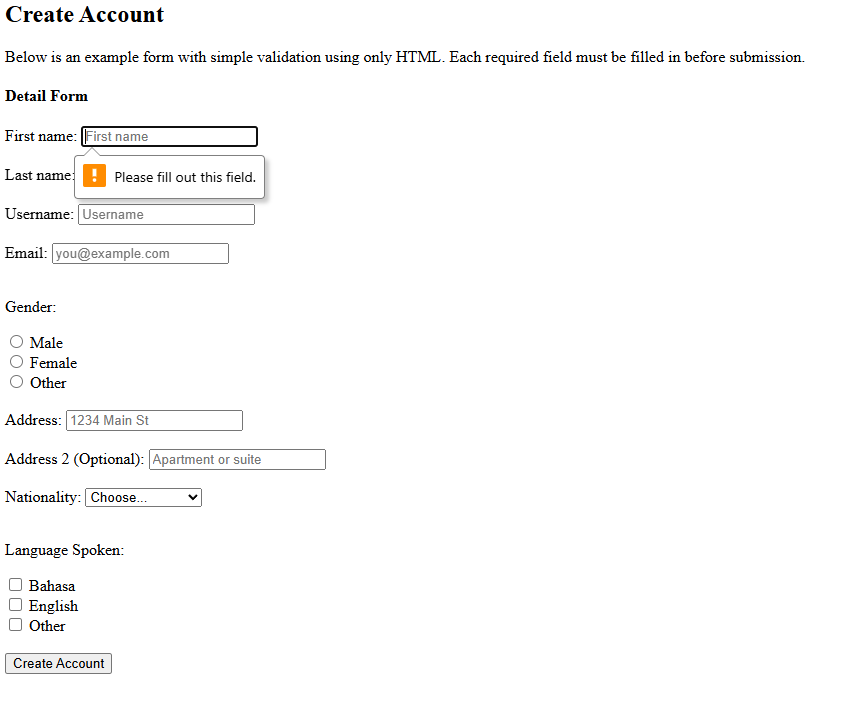 Create Account
Below is an example form with simple validation using only HTML. Each required field must be filled in before submission.
Detail Form
First name: First name
Last name: Please fill out this field.
Username: Username
Email: you@example.com
Gender:
Male
Female
Other
Address: 1234 Main St
Address 2 (Optional): Apartment or suite
Nationality: Choose...
Language Spoken:
Bahasa
English
Other
Create Account